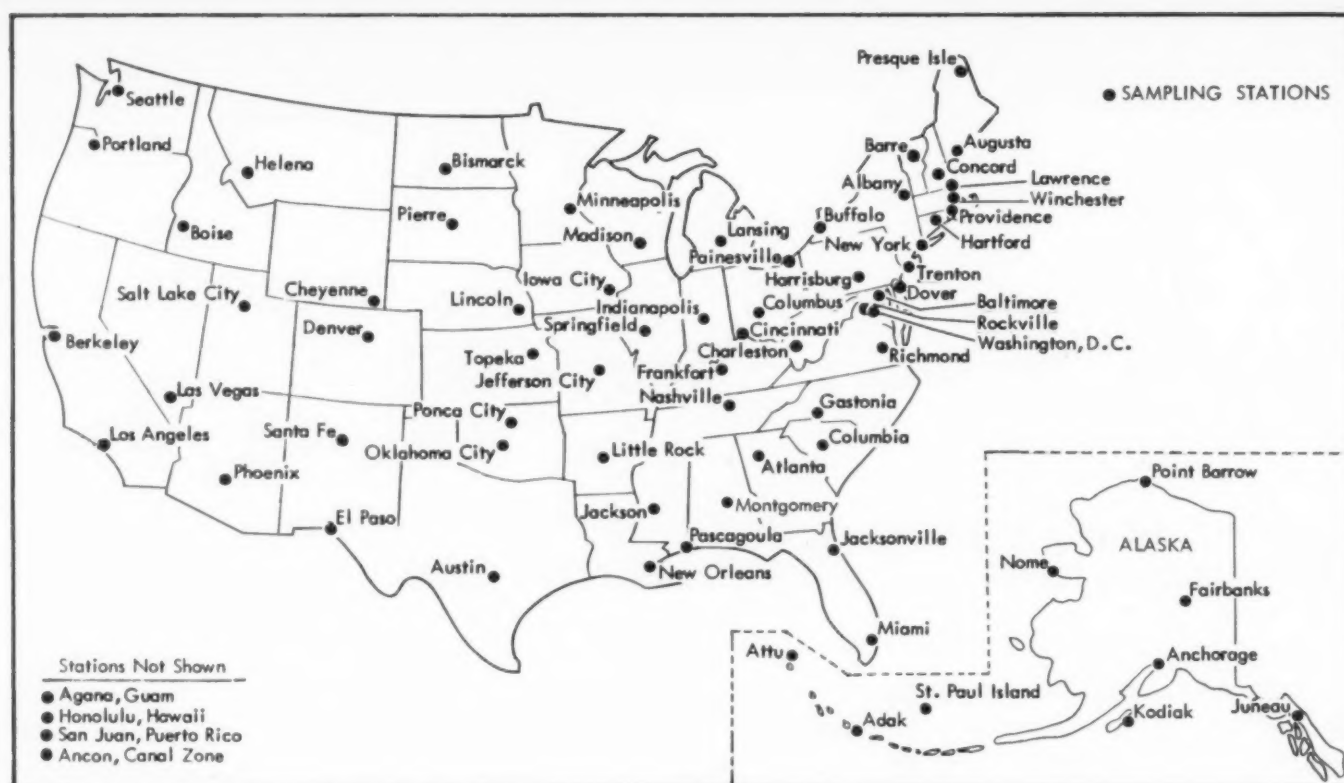 Presque Isle
● SAMPLING STATIONS
Seattle
Portland
Helena
Bismarck
Barre
Augusta
Concord
Lawrence
Winchester
Albany
Minneapolis
Pierre
Boise
Madison
Lansing
Buffalo
Providence
Hartford
New York
Painesville
Trenton
Harrisburg
Dover
Salt Lake City
Cheyenne
Iowa City
Lincoln
Indianapolis
Columbus
Baltimore
Springfield
Cincinnati
Rockville
Berkeley
Denver
Charleston
Washington, D.C.
Richmond
Topeka
Jefferson City
Frankfort
Las Vegas
Nashville
Ponca City
Gastonia
Los Angeles
Santa Fe
Oklahoma City
Little Rock
Columbia
Atlanta
Phoenix
Point Barrow
El Paso
Jackson
Montgomery
Pascagoula
Jacksonville
ALASKA
Nome
Austin
New Orleans
Fairbanks
Miami
Attu
Anchorage
St. Paul Island
Adak
Kodiak
Juneau
Stations Not Shown
● Agana, Guam
● Honolulu, Hawaii
● San Juan, Puerto Rico
● Ancon, Canal Zone